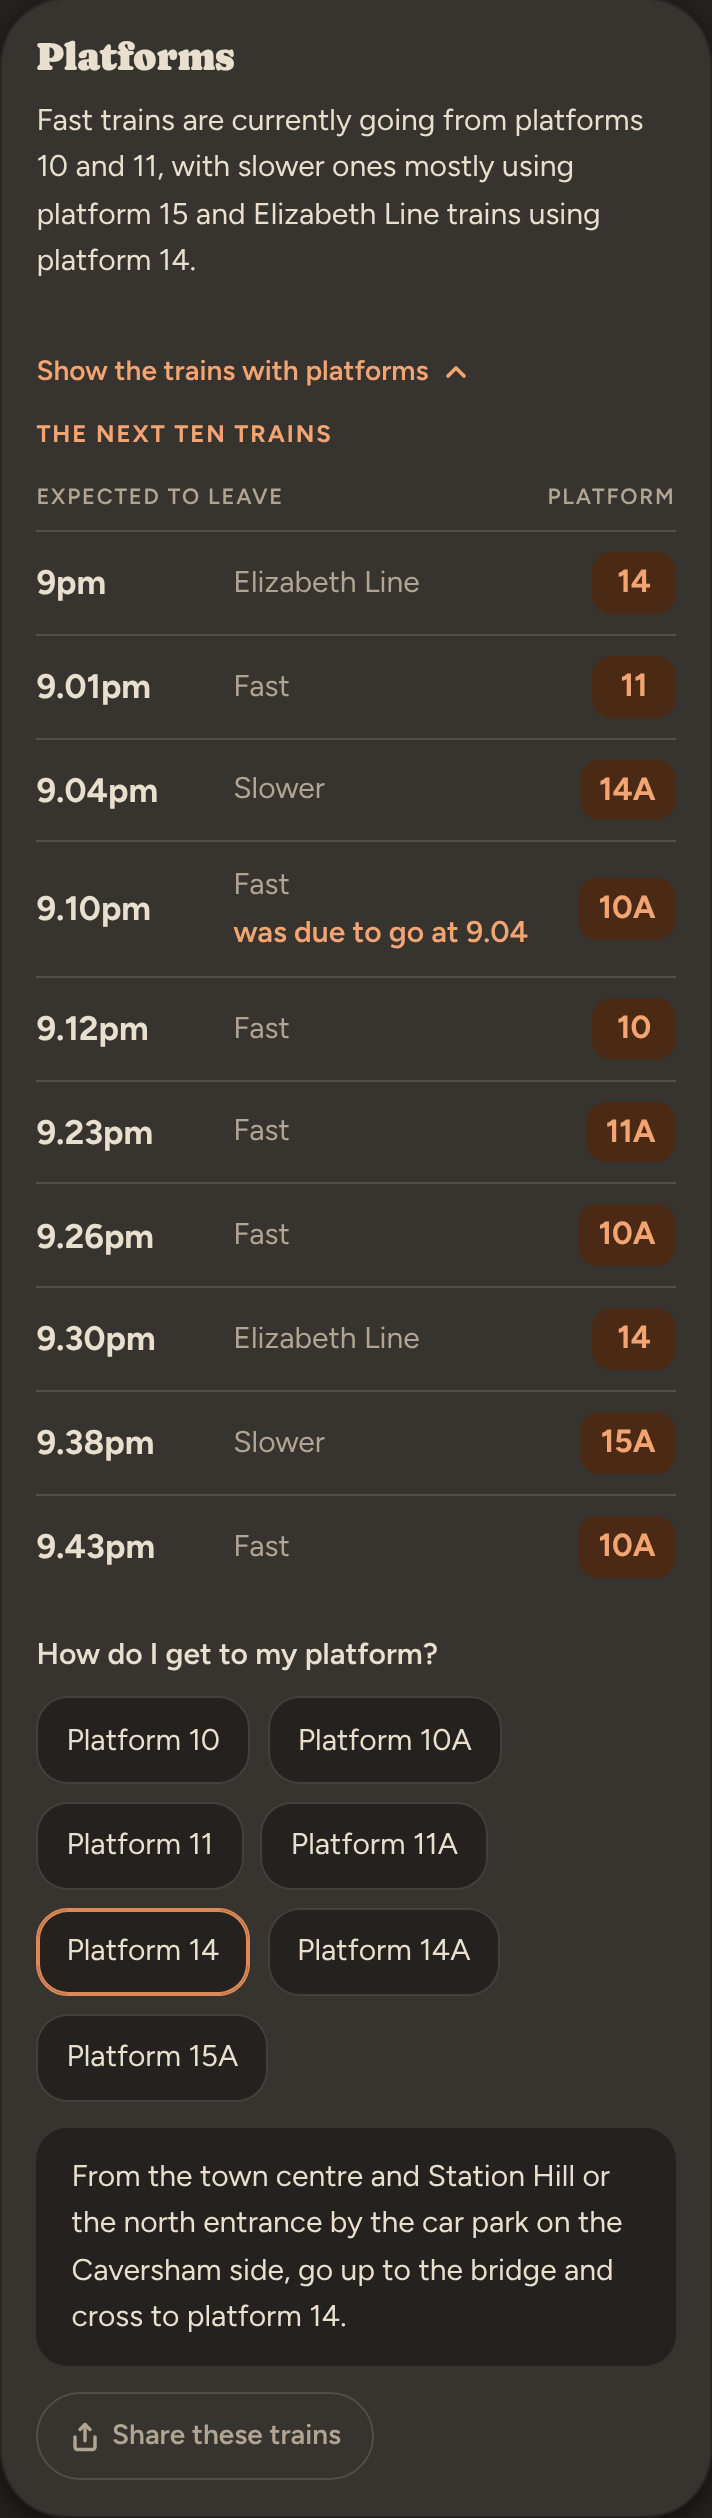 Platforms
Fast trains are currently going from platforms
10 and 11, with slower ones mostly using
platform 15 and Elizabeth Line trains using
platform 14.
Show the trains with platforms
THE NEXT TEN TRAINS
EXPECTED TO LEAVE PLATFORM
9pm Elizabeth Line 14
9.01pm Fast 11
9.04pm Slower 14A
9.10pm Fast 10A
was due to go at 9.04
9.12pm Fast 10
9.23pm Fast 11A
9.26pm Fast 10A
9.30pm Elizabeth Line 14
9.38pm Slower 15A
9.43pm Fast 10A
How do I get to my platform?
Platform 10 Platform 10A
Platform 11 Platform 11A
Platform 14 Platform 14A
Platform 15A
From the town centre and Station Hill or
the north entrance by the car park on the
Caversham side, go up to the bridge and
cross to platform 14.
Share these trains